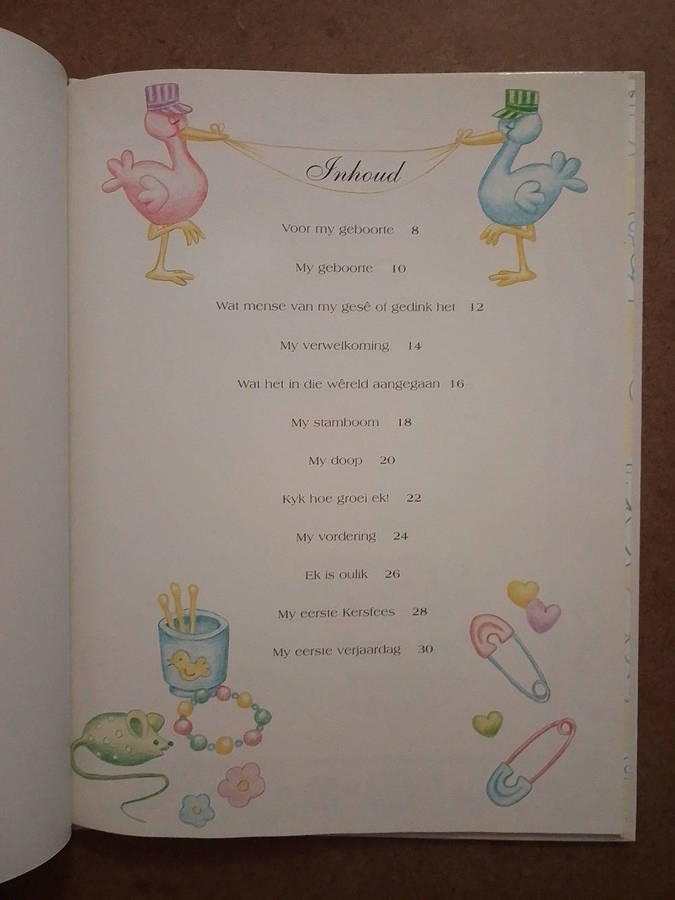 Inhoud
Voor my geboorte 8
My geboorte 10
Wat mense van my gesê of gedink het 12
My verwelkoming 14
Wat het in die wêreld aangegaan 16
My stamboom 18
My doop 20
Kyk hoe groei ek! 22
My vordering 24
Ek is oulik 26
My eerste Kersfees 28
My eerste verjaardag 30